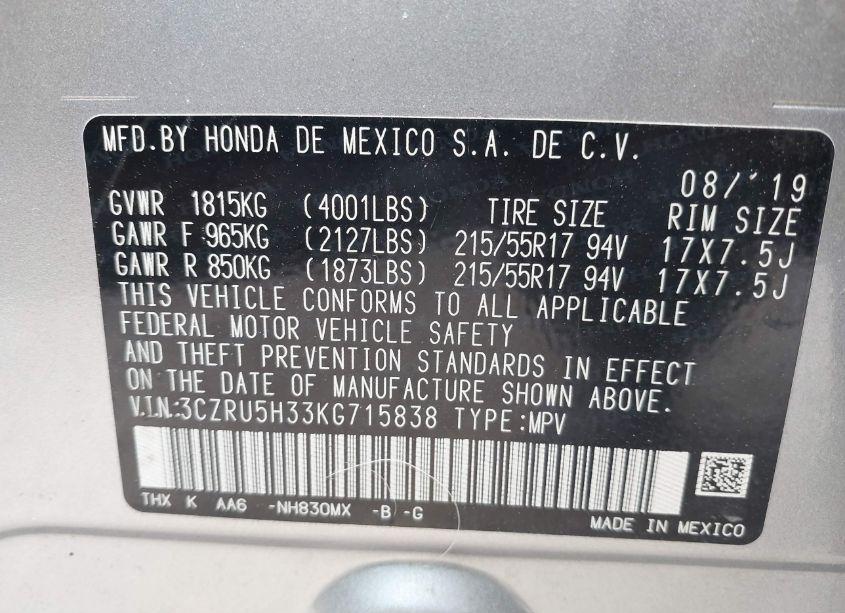 MFD.BY HONDA DE MEXICO S.A. DE C.V.
08/'19
GVWR 1815KG (4001LBS) TIRE SIZE RIM SIZE
GAWR F 965KG (2127LBS) 215/55R17 94V 17X7.5J
GAWR R 850KG (1873LBS) 215/55R17 94V 17X7.5J
THIS VEHICLE CONFORMS TO ALL APPLICABLE
FEDERAL MOTOR VEHICLE SAFETY
AND THEFT PREVENTION STANDARDS IN EFFECT
ON THE DATE OF MANUFACTURE SHOWN ABOVE.
V.I.N.:3CZRU5H33KG715838 TYPE:MPV
THX K AA6 -NH830MX -B -G
MADE IN MEXICO